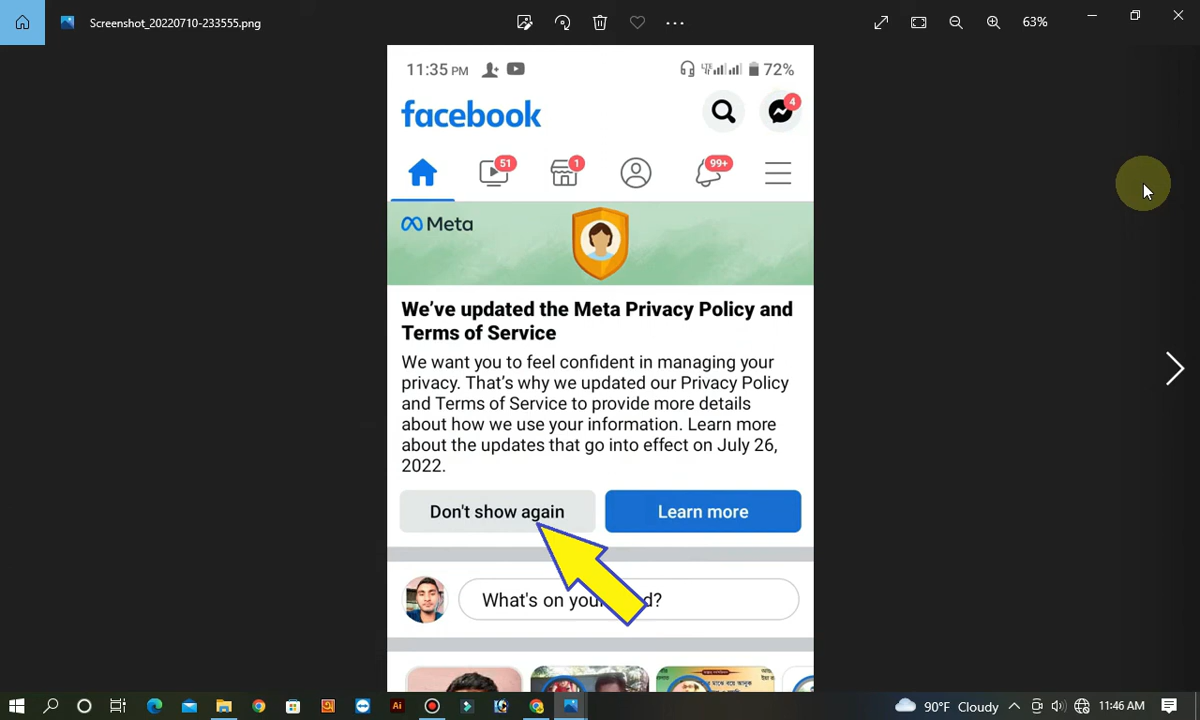 Screenshot_20220710-233555.png
63%
11:35 PM
LTE
72%
facebook
4
51
1
99+
Meta
We've updated the Meta Privacy Policy and
Terms of Service
We want you to feel confident in managing your
privacy. That's why we updated our Privacy Policy
and Terms of Service to provide more details
about how we use your information. Learn more
about the updates that go into effect on July 26,
2022.
Don't show again
Learn more
What's on you d?
Ai
90°F Cloudy
11:46 AM